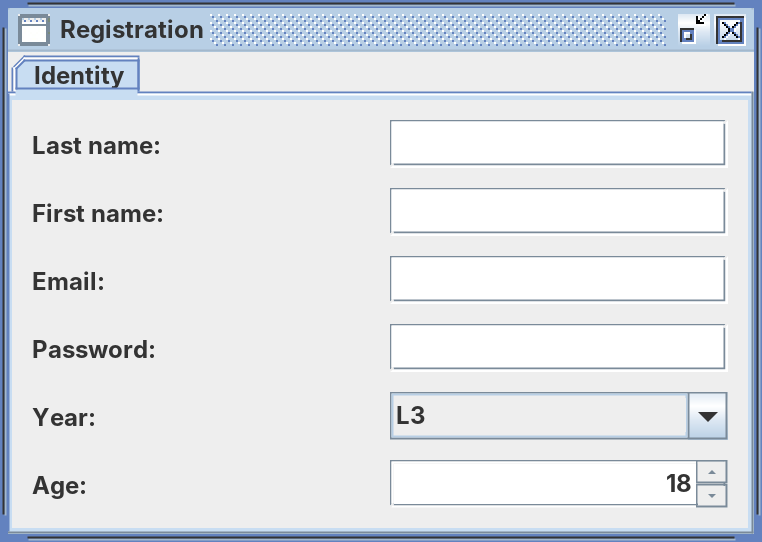 Registration
Identity
Last name:
First name:
Email:
Password:
Year: L3
Age: 18